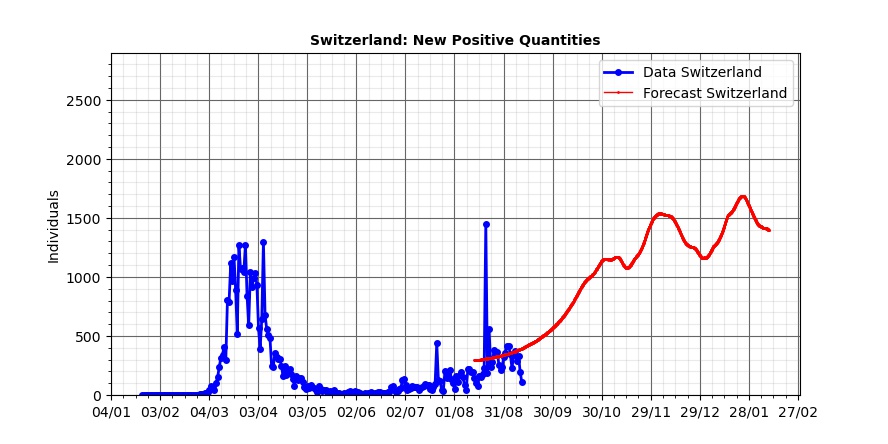 Switzerland: New Positive Quantities
Data Switzerland
Forecast Switzerland
Individuals
2500
2000
1500
1000
500
0
04/01 03/02 04/03 03/04 03/05 02/06 02/07 01/08 31/08 30/09 30/10 29/11 29/12 28/01 27/02